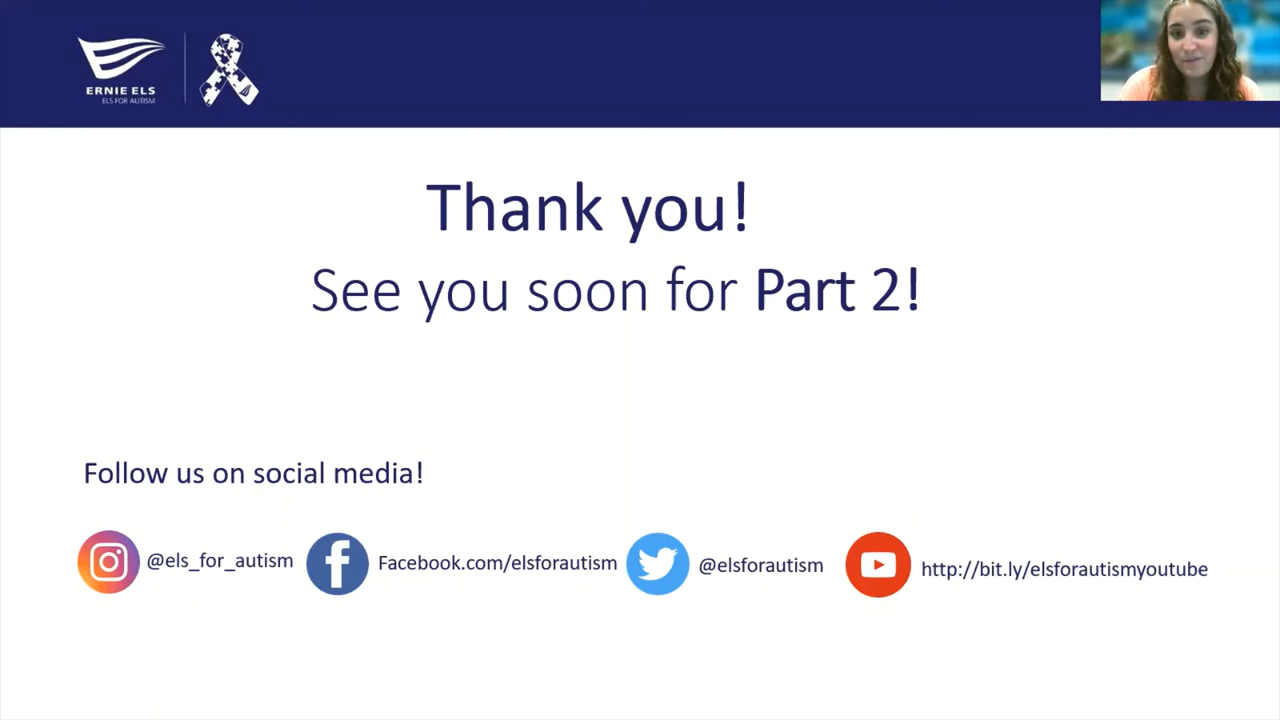 ERNIE ELS
ELS FOR AUTISM
Thank you!
See you soon for Part 2!
Follow us on social media!
@els_for_autism
Facebook.com/elsforautism
@elsforautism
http://bit.ly/elsforautismyoutube